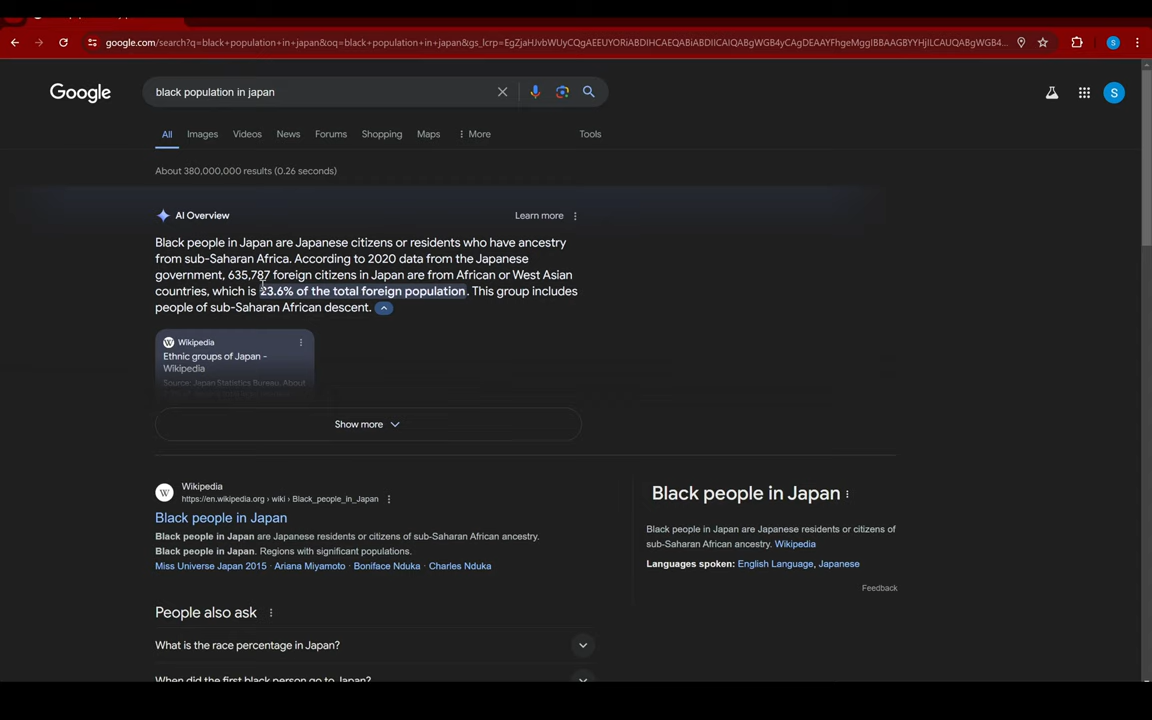 google.com/search?q=black+population+in+japan&oq=black+population+in+japan&gs_lcrp=EgZjaHJvbWUyCQgAEEUYORiABDIHCAEQABiABDIICAIQABgWGB4yCAgDEAAYFhgeMggIBBAAGBYYHjILCAUQABgWGB4...
S
Google
black population in japan
S
All Images Videos News Forums Shopping Maps More Tools
About 380,000,000 results (0.26 seconds)
AI Overview Learn more
Black people in Japan are Japanese citizens or residents who have ancestry
from sub-Saharan Africa. According to 2020 data from the Japanese
government, 635,787 foreign citizens in Japan are from African or West Asian
countries, which is 23.6% of the total foreign population. This group includes
people of sub-Saharan African descent.
Wikipedia
Ethnic groups of Japan -
Wikipedia
Source: Japan Statistics Bureau. About
Show more
W
Wikipedia
https://en.wikipedia.org › wiki › Black_people_in_Japan
Black people in Japan
Black people in Japan are Japanese residents or citizens of sub-Saharan African ancestry.
Black people in Japan. Regions with significant populations.
Miss Universe Japan 2015 · Ariana Miyamoto · Boniface Nduka · Charles Nduka
Black people in Japan
Black people in Japan are Japanese residents or citizens of
sub-Saharan African ancestry. Wikipedia
Languages spoken: English Language, Japanese
Feedback
People also ask
What is the race percentage in Japan?
When did the first black person go to Japan?